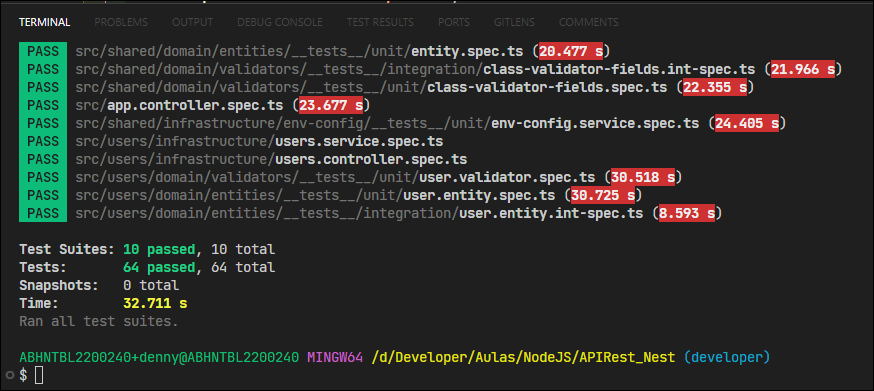 TERMINAL PROBLEMS OUTPUT DEBUG CONSOLE TEST RESULTS PORTS GITLENS COMMENTS
PASS src/shared/domain/entities/__tests__/unit/entity.spec.ts (20.477 s)
PASS src/shared/domain/validators/__tests__/integration/class-validator-fields.int-spec.ts (21.966 s)
PASS src/shared/domain/validators/__tests__/unit/class-validator-fields.spec.ts (22.355 s)
PASS src/app.controller.spec.ts (23.677 s)
PASS src/shared/infrastructure/env-config/__tests__/unit/env-config.service.spec.ts (24.405 s)
PASS src/users/infrastructure/users.service.spec.ts
PASS src/users/infrastructure/users.controller.spec.ts
PASS src/users/domain/validators/__tests__/unit/user.validator.spec.ts (30.518 s)
PASS src/users/domain/entities/__tests__/unit/user.entity.spec.ts (30.725 s)
PASS src/users/domain/entities/__tests__/integration/user.entity.int-spec.ts (8.593 s)
Test Suites: 10 passed, 10 total
Tests: 64 passed, 64 total
Snapshots: 0 total
Time: 32.711 s
Ran all test suites.
ABHNTBL2200240+denny@ABHNTBL2200240 MINGW64 /d/Developer/Aulas/NodeJS/APIRest_Nest (developer)
$